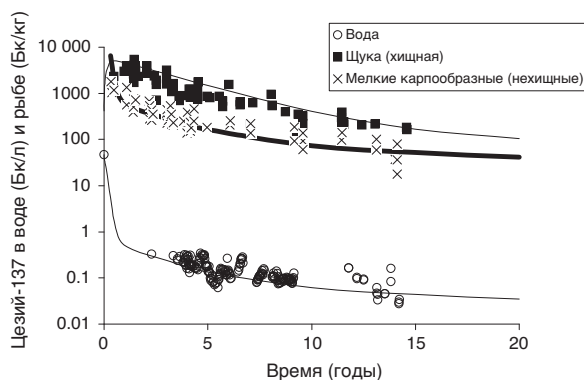 Цезий-137 в воде (Бк/л) и рыбе (Бк/кг)
10 000
1000
100
10
1
0.1
0.01
0
5
10
15
20
Время (годы)
Вода
Щука (хищная)
Мелкие карпообразные (нехищные)